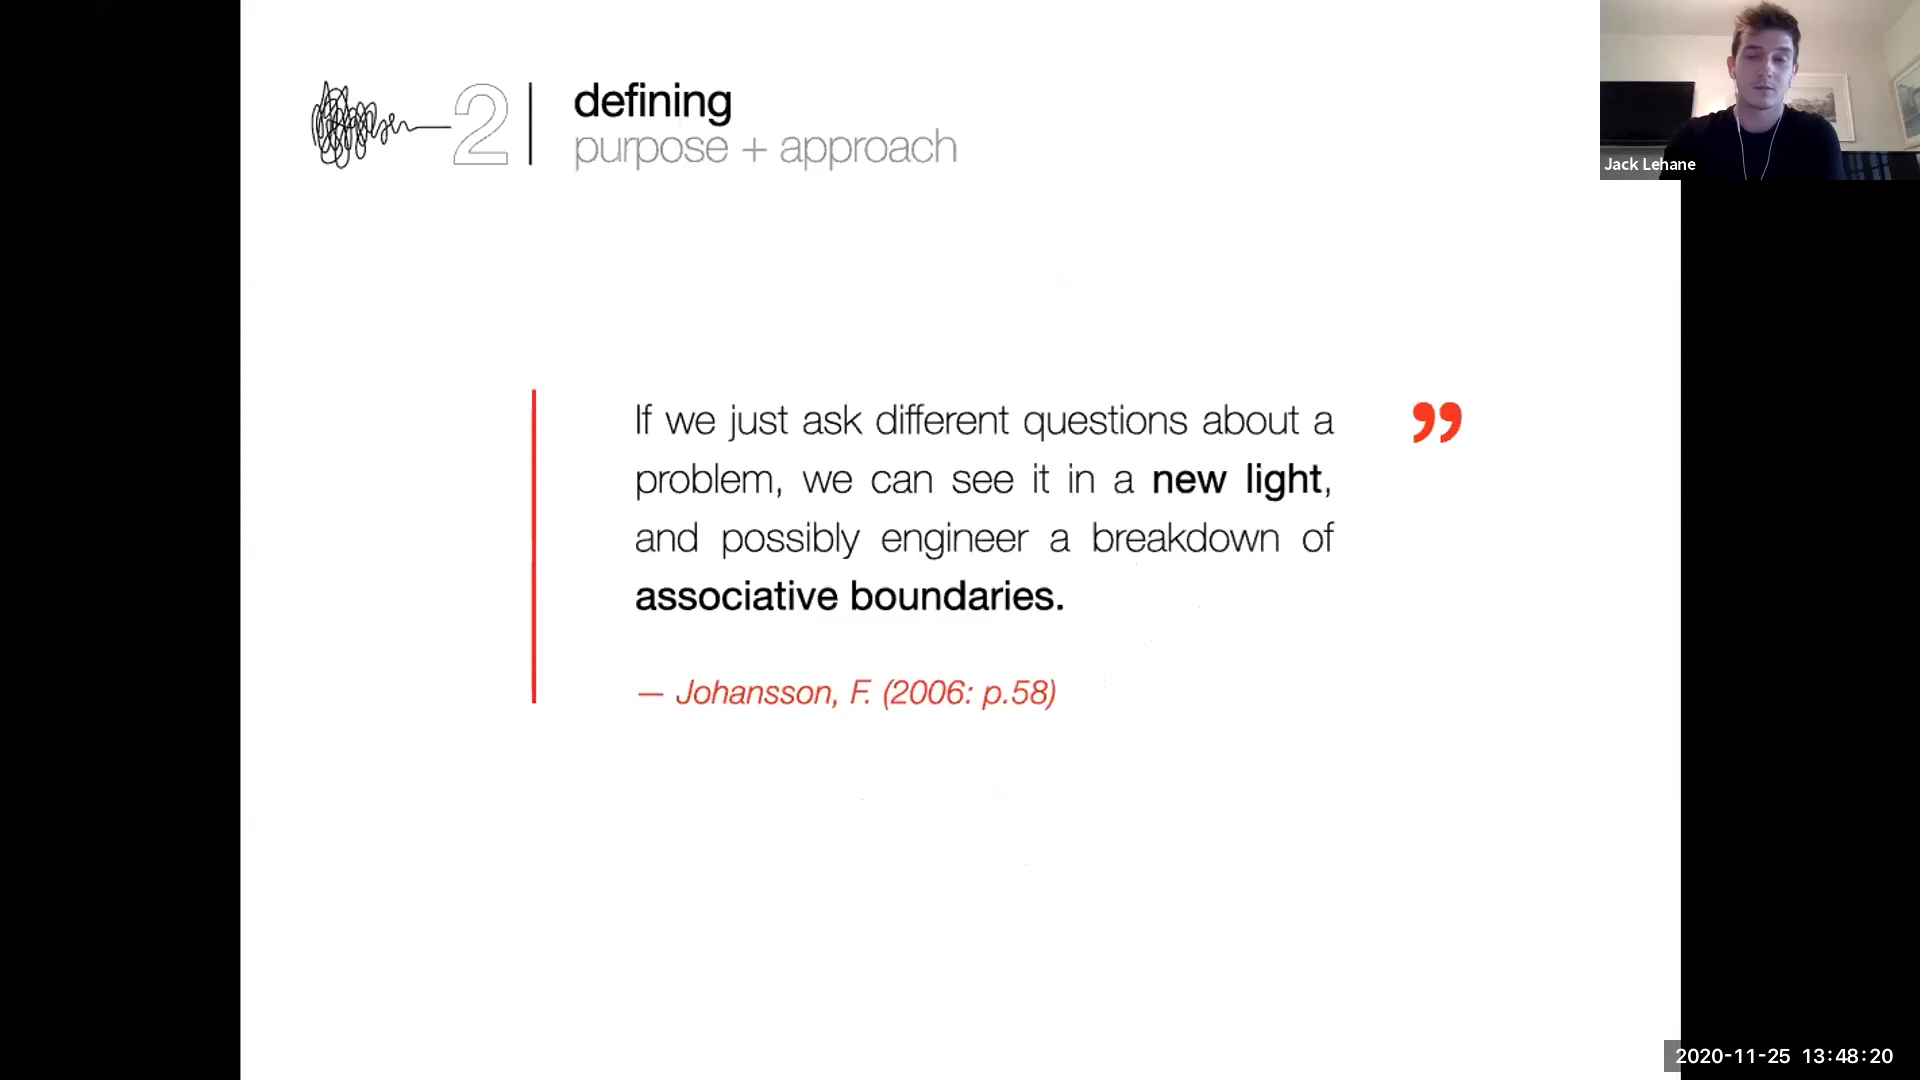 2
defining
purpose + approach
Jack Lehane
If we just ask different questions about a
problem, we can see it in a new light,
and possibly engineer a breakdown of
associative boundaries.
”
— Johansson, F. (2006: p.58)
2020-11-25 13:48:20